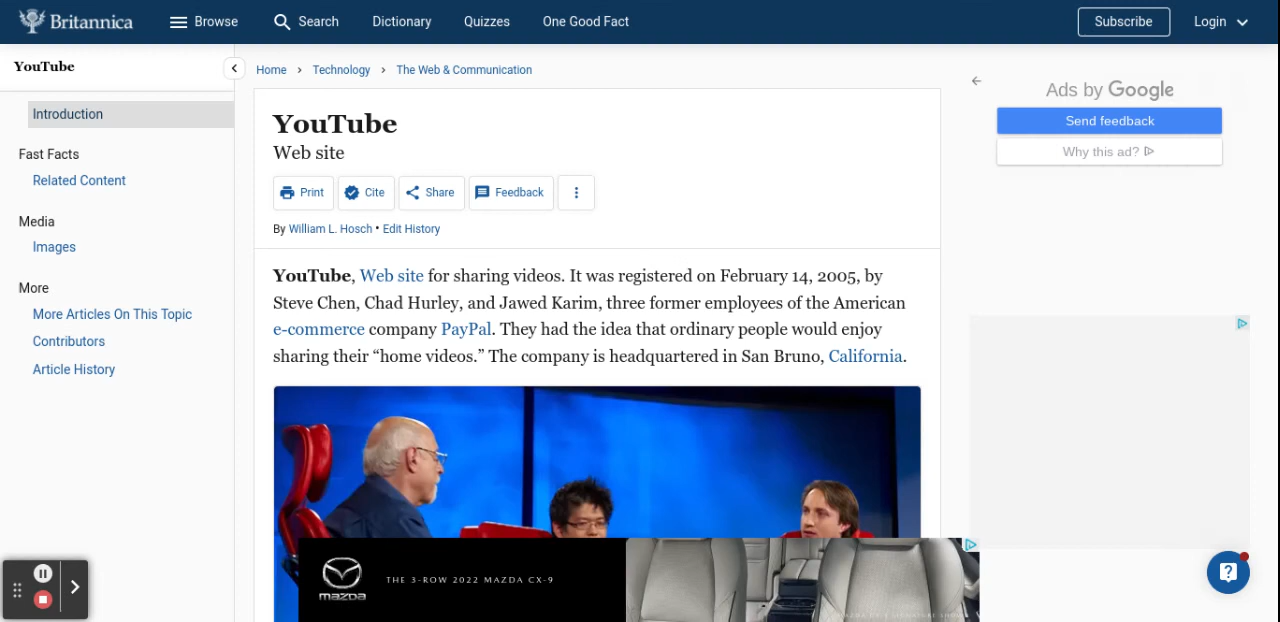 Britannica
Browse
Search
Dictionary
Quizzes
One Good Fact
Subscribe
Login
YouTube
Introduction
Fast Facts
Related Content
Media
Images
More
More Articles On This Topic
Contributors
Article History
Home > Technology > The Web & Communication
YouTube
Web site
Print
Cite
Share
Feedback
By William L. Hosch • Edit History
YouTube, Web site for sharing videos. It was registered on February 14, 2005, by
Steve Chen, Chad Hurley, and Jawed Karim, three former employees of the American
e-commerce company PayPal. They had the idea that ordinary people would enjoy
sharing their “home videos.” The company is headquartered in San Bruno, California.
Ads by Google
Send feedback
Why this ad?
mazda
THE 3-ROW 2022 MAZDA CX-9